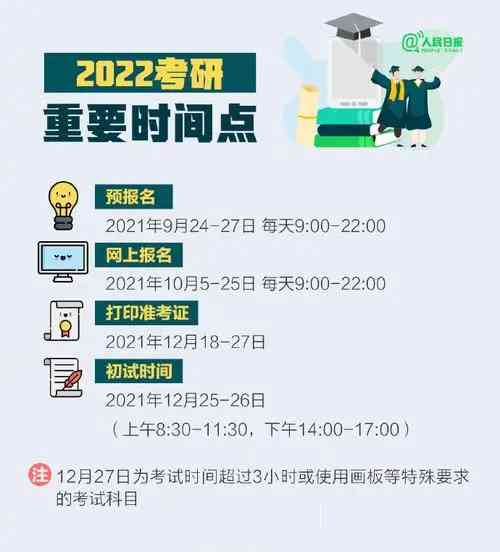 @人民日报
PEOPLE'S DAILY
2022考研
重要时间点
预报名
2021年9月24-27日 每天9:00-22:00
网上报名
2021年10月5-25日 每天9:00-22:00
打印准考证
2021年12月18-27日
初试时间
2021年12月25-26日
（上午8:30-11:30，下午14:00-17:00）
注 12月27日为考试时间超过3小时或使用画板等特殊要求
的考试科目